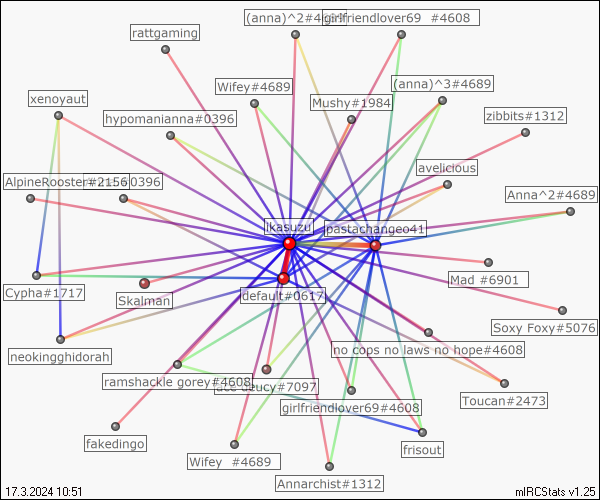 (anna)^2#4689
girlfriendlover69 #4608
rattgaming
Wifey#4689
(anna)^3#4689
xenoyaut
Mushy#1984
hypomanianna#0396
zibbits#1312
avelicious
AlpineRooster#2156
0396
Anna^2#4689
ikasuzu
pastachangeo41
Mad #6901
Cypha#1717
Skalman
default#0617
Soxy Foxy#5076
neokingghidorah
no cops no laws no hope#4608
ramshackle gorey#4608
deucy#7097
girlfriendlover69#4608
Toucan#2473
fakedingo
frisout
Wifey #4689
Annarchist#1312
17.3.2024 10:51
mIRCStats v1.25